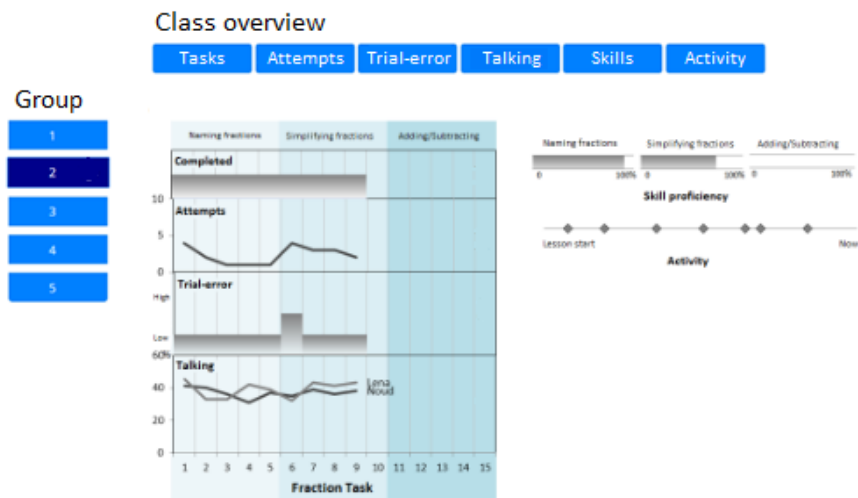 Class overview
Tasks Attempts Trial-error Talking Skills Activity
Group
1
2
3
4
5
Naming fractions Simplifying fractions Adding/Subtracting
Completed
10
Attempts
5
0
Trial-error
High
Low
60%
Talking
40
Lena
Noud
20
0
1 2 3 4 5 6 7 8 9 10 11 12 13 14 15
Fraction Task
Naming fractions Simplifying fractions Adding/Subtracting
0 100% 0 100% 0 100%
Skill proficiency
Lesson start Now
Activity